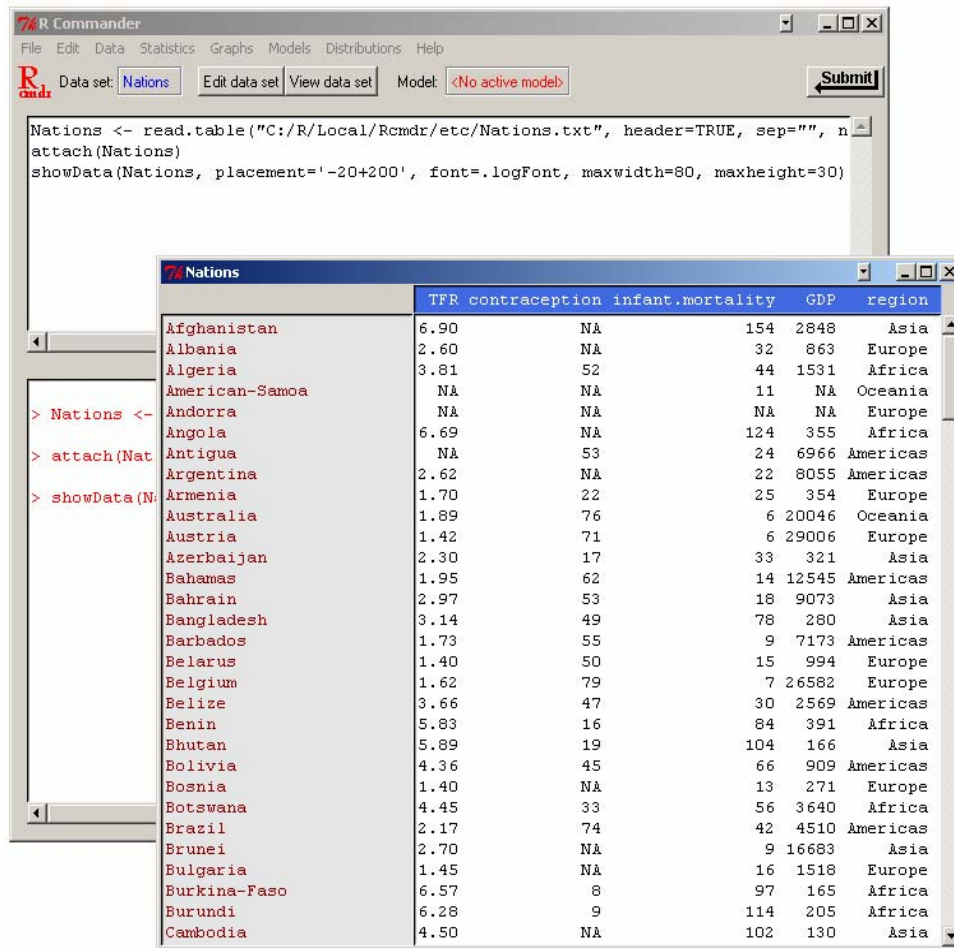 R Commander
File Edit Data Statistics Graphs Models Distributions Help
R cmdr Data set: Nations Edit data set View data set Model: <No active model> Submit
Nations <- read.table("C:/R/Local/Rcmdr/etc/Nations.txt", header=TRUE, sep="", n
attach(Nations)
showData(Nations, placement='-20+200', font=.logFont, maxwidth=80, maxheight=30)
> Nations <-
> attach(Nat
> showData(Na
Nations
TFR contraception infant.mortality GDP region
Afghanistan 6.90 NA 154 2848 Asia
Albania 2.60 NA 32 863 Europe
Algeria 3.81 52 44 1531 Africa
American-Samoa NA NA 11 NA Oceania
Andorra NA NA NA NA Europe
Angola 6.69 NA 124 355 Africa
Antigua NA 53 24 6966 Americas
Argentina 2.62 NA 22 8055 Americas
Armenia 1.70 22 25 354 Europe
Australia 1.89 76 6 20046 Oceania
Austria 1.42 71 6 29006 Europe
Azerbaijan 2.30 17 33 321 Asia
Bahamas 1.95 62 14 12545 Americas
Bahrain 2.97 53 18 9073 Asia
Bangladesh 3.14 49 78 280 Asia
Barbados 1.73 55 9 7173 Americas
Belarus 1.40 50 15 994 Europe
Belgium 1.62 79 7 26582 Europe
Belize 3.66 47 30 2569 Americas
Benin 5.83 16 84 391 Africa
Bhutan 5.89 19 104 166 Asia
Bolivia 4.36 45 66 909 Americas
Bosnia 1.40 NA 13 271 Europe
Botswana 4.45 33 56 3640 Africa
Brazil 2.17 74 42 4510 Americas
Brunei 2.70 NA 9 16683 Asia
Bulgaria 1.45 NA 16 1518 Europe
Burkina-Faso 6.57 8 97 165 Africa
Burundi 6.28 9 114 205 Africa
Cambodia 4.50 NA 102 130 Asia